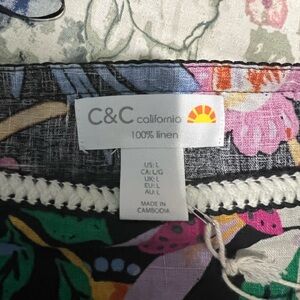 C&C california
100% linen
US: L
CA: L/G
UK: L
EU: L
AU: L
MADE IN
CAMBODIA